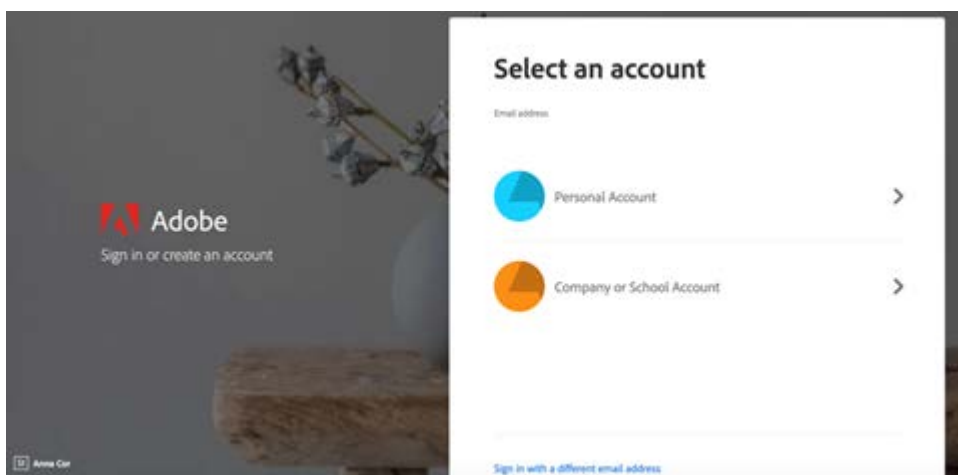 Adobe
Sign in or create an account
St Anna Cor
Select an account
Email address
Personal Account
Company or School Account
Sign in with a different email address